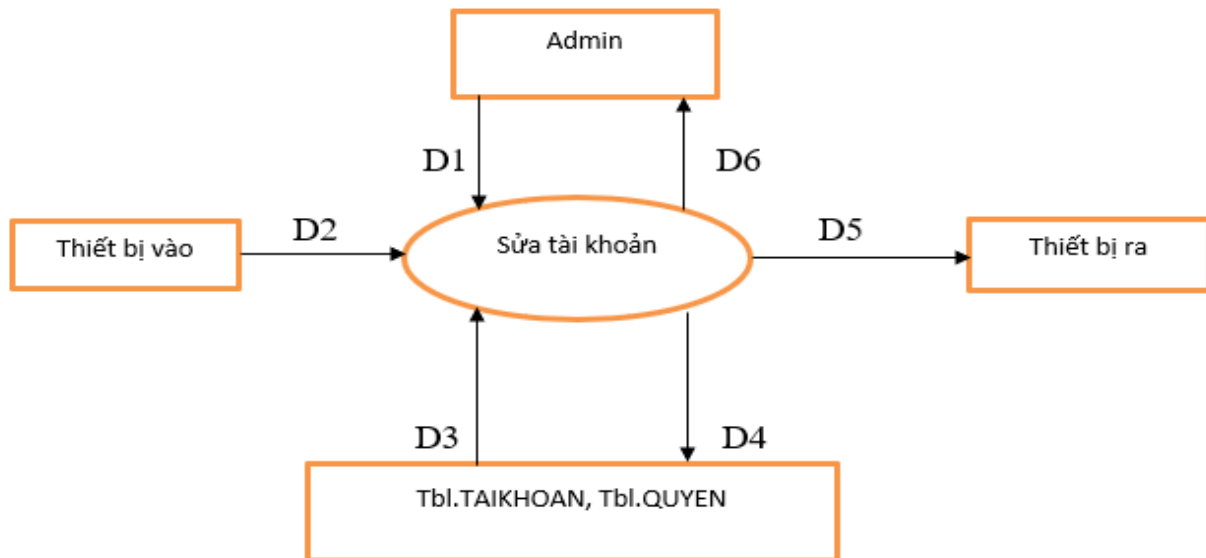 Admin
D1
D6
Thiết bị vào
D2
Sửa tài khoản
D5
Thiết bị ra
D3
D4
Tbl.TAIKHOAN, Tbl.QUYEN